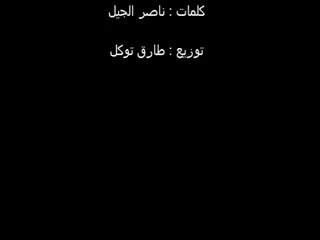 كلمات : ناصر الجيل
توزيع : طارق توكل